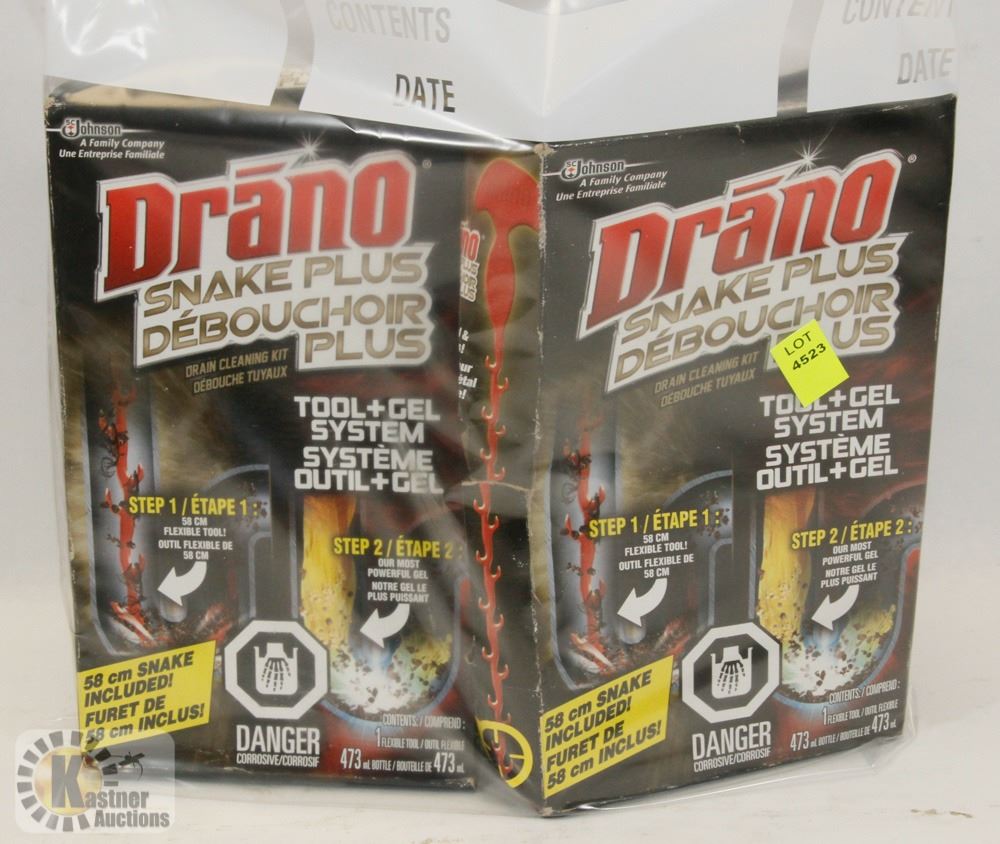 CONTENTS
DATE
DATE
SC
Johnson
A Family Company
Une Entreprise Familiale
Drāno®
SNAKE PLUS
DÉBOUCHOIR
PLUS
DRAIN CLEANING KIT
DÉBOUCHE TUYAUX
TOOL+GEL
SYSTEM
SYSTÈME
OUTIL+GEL
STEP 1 / ÉTAPE 1 :
58 CM
FLEXIBLE TOOL!
OUTIL FLEXIBLE DE
58 CM
STEP 2 / ÉTAPE 2 :
OUR MOST
POWERFUL GEL
NOTRE GEL LE
PLUS PUISSANT
58 cm SNAKE
INCLUDED!
FURET DE
58 cm INCLUS!
DANGER
CORROSIVE/CORROSIF
CONTENTS: / COMPREND :
1 FLEXIBLE TOOL / OUTIL FLEXIBLE
473 mL BOTTLE / BOUTEILLE DE 473 mL
SC
Johnson
A Family Company
Une Entreprise Familiale
Drāno®
SNAKE PLUS
DÉBOUCHOIR
PLUS
LOT
4523
DRAIN CLEANING KIT
DÉBOUCHE TUYAUX
TOOL+GEL
SYSTEM
SYSTÈME
OUTIL+GEL
STEP 1 / ÉTAPE 1 :
58 CM
FLEXIBLE TOOL!
OUTIL FLEXIBLE DE
58 CM
STEP 2 / ÉTAPE 2 :
OUR MOST
POWERFUL GEL
NOTRE GEL LE
PLUS PUISSANT
58 cm SNAKE
INCLUDED!
FURET DE
58 cm INCLUS!
DANGER
CORROSIVE/CORROSIF
CONTENTS: / COMPREND :
1 FLEXIBLE TOOL / OUTIL FLEXIBLE
473 mL BOTTLE / BOUTEILLE DE 473 mL
Kastner
Auctions